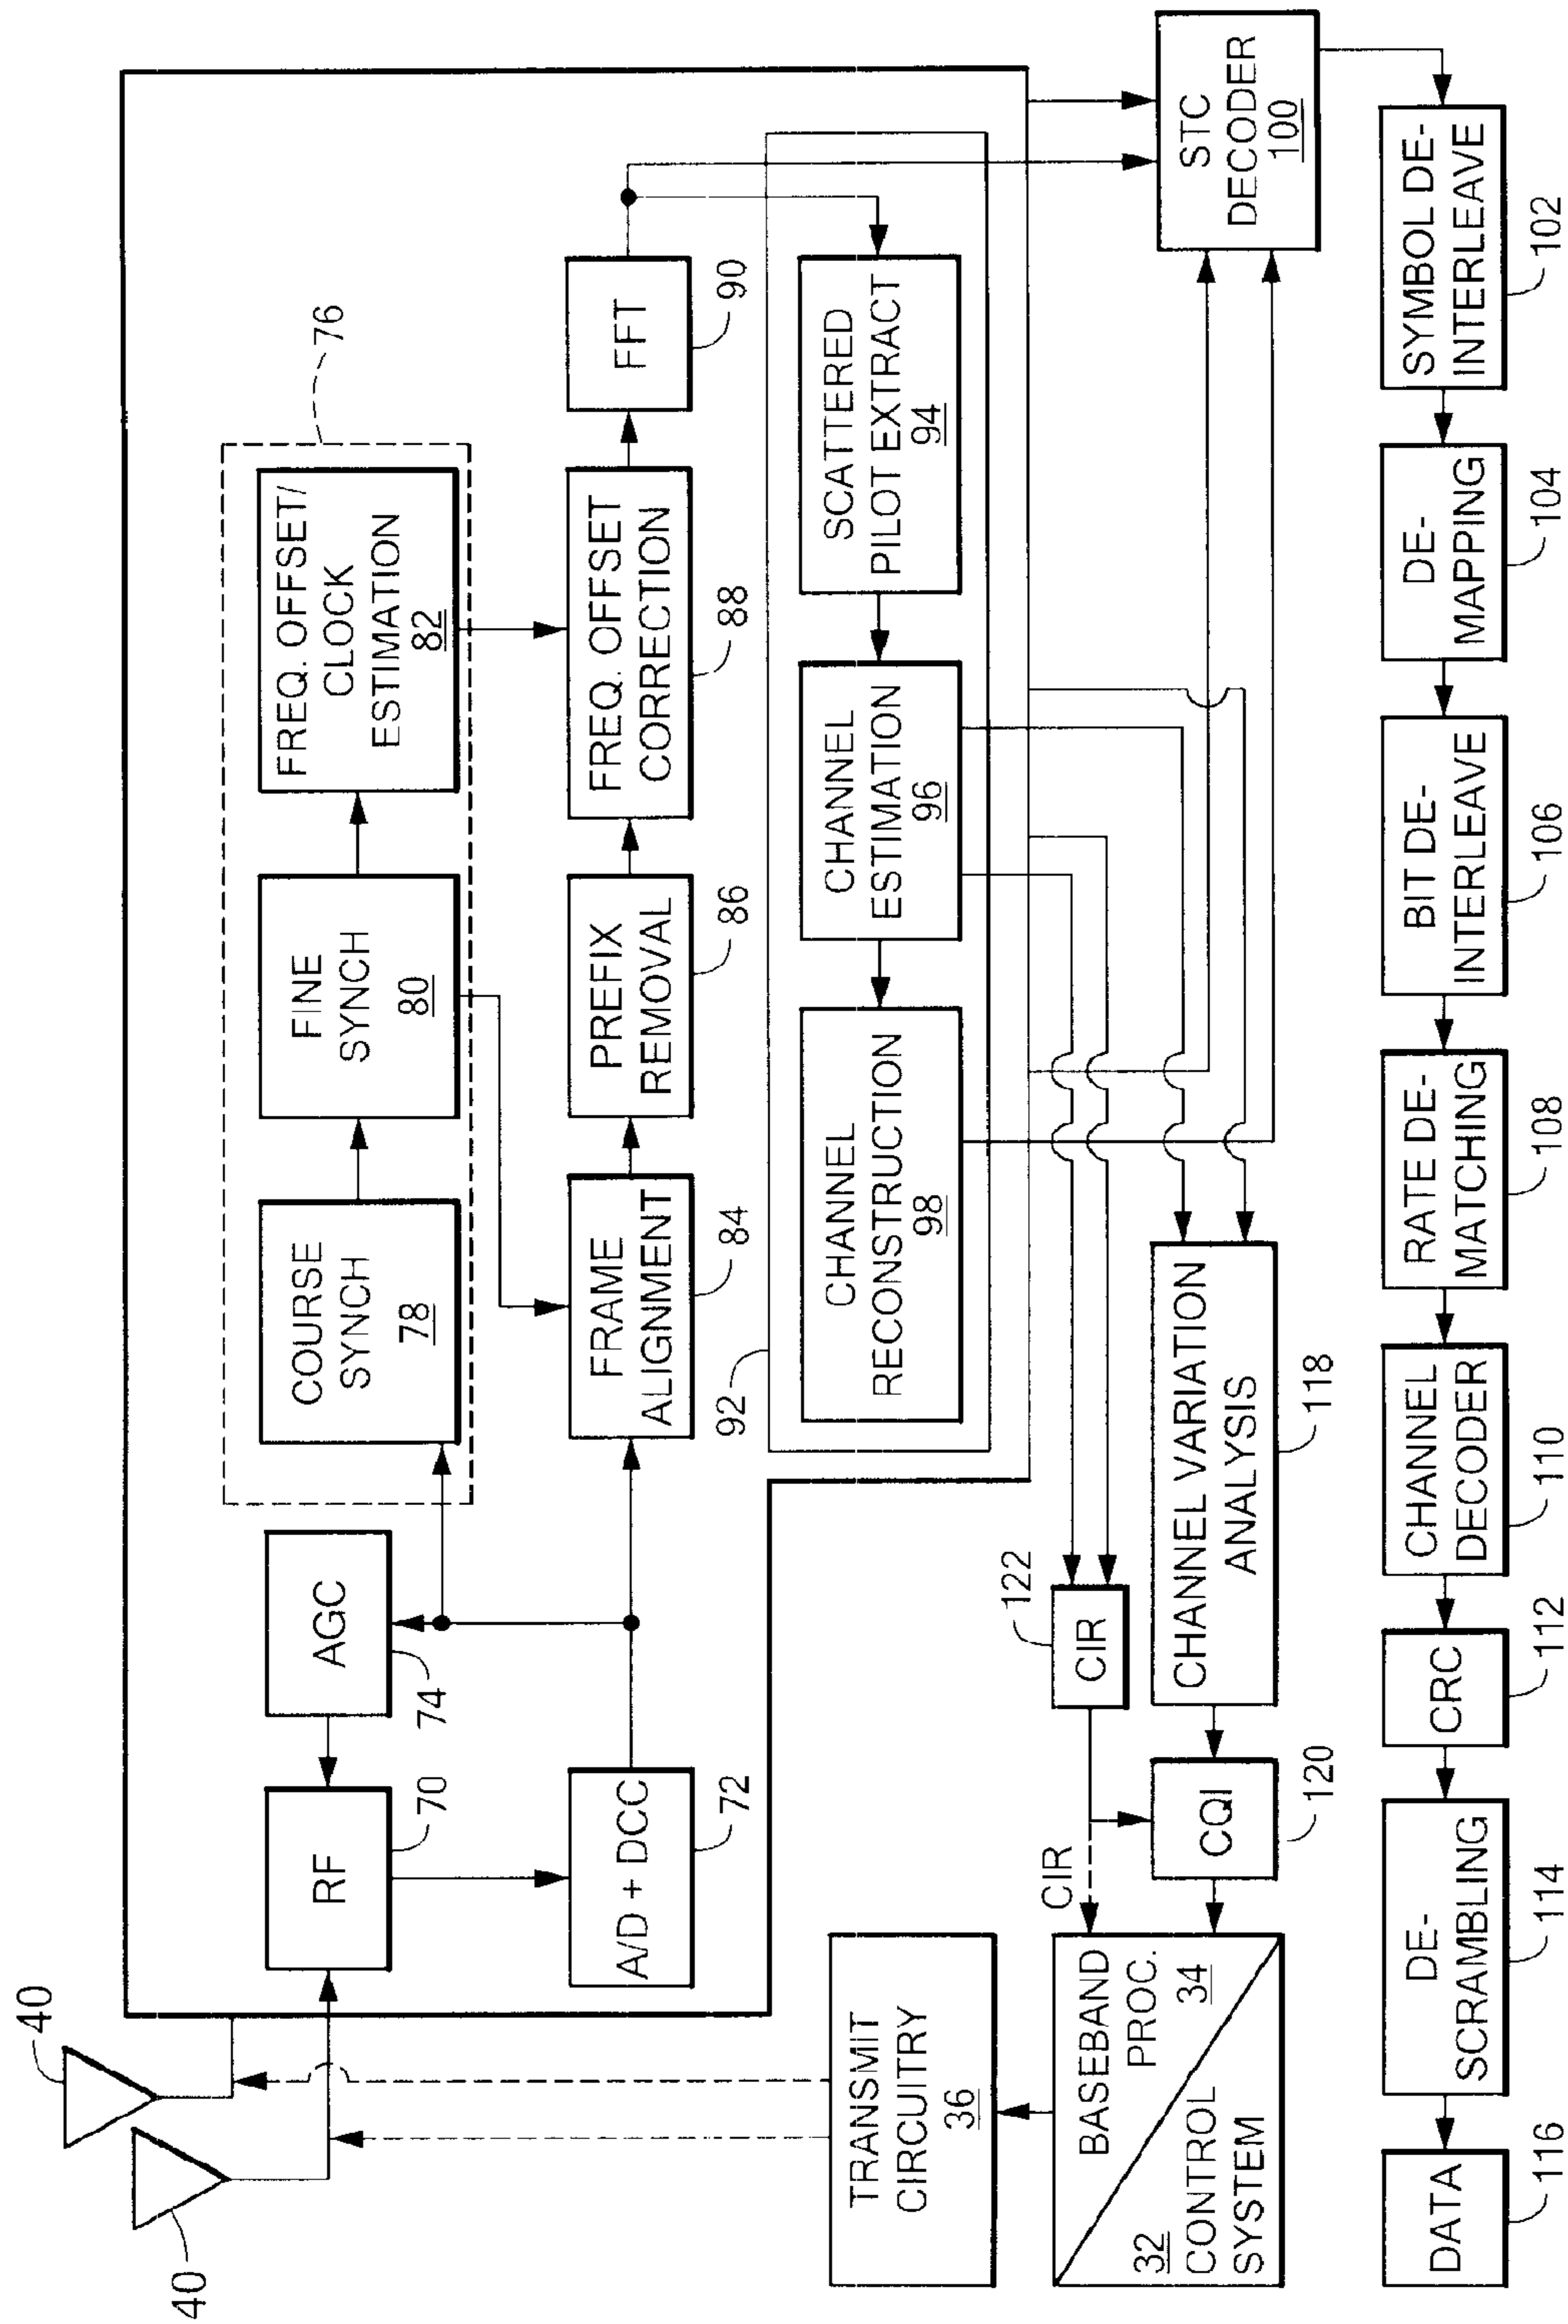 40
40
RF
70
AGC
74
A/D + DCC
72
76
COURSE
SYNCH
78
FINE
SYNCH
80
FREQ. OFFSET/
CLOCK
ESTIMATION
82
FRAME
ALIGNMENT
84
PREFIX
REMOVAL
86
FREQ. OFFSET
CORRECTION
88
FFT
90
92
CHANNEL
RECONSTRUCTION
98
CHANNEL
ESTIMATION
96
SCATTERED
PILOT EXTRACT
94
TRANSMIT
CIRCUITRY
36
BASEBAND
PROC.
34
32
CONTROL
SYSTEM
CIR
122
CIR
CQI
120
CHANNEL VARIATION
ANALYSIS
118
STC
DECODER
100
DATA
116
DE-
SCRAMBLING
114
CRC
112
CHANNEL
DECODER
110
RATE DE-
MATCHING
108
BIT DE-
INTERLEAVE
106
DE-
MAPPING
104
SYMBOL DE-
INTERLEAVE
102